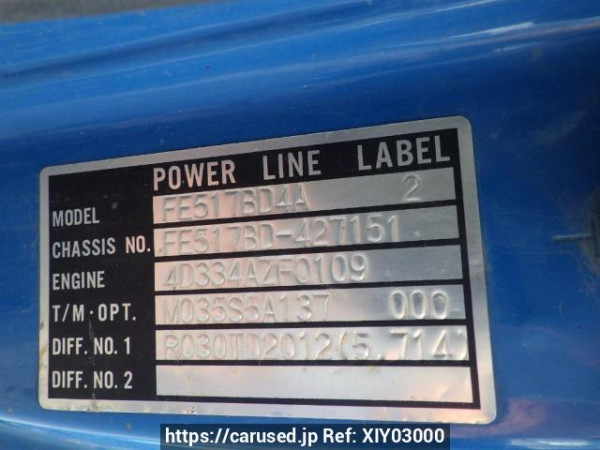 POWER LINE LABEL
MODEL FE517BD4A 2
CHASSIS NO. FE517BD-427151
ENGINE 4D334AZF0109
T/M·OPT. M035S5A137 000
DIFF. NO. 1 R030TD2012(5.714)
DIFF. NO. 2
https://carused.jp Ref: XIY03000